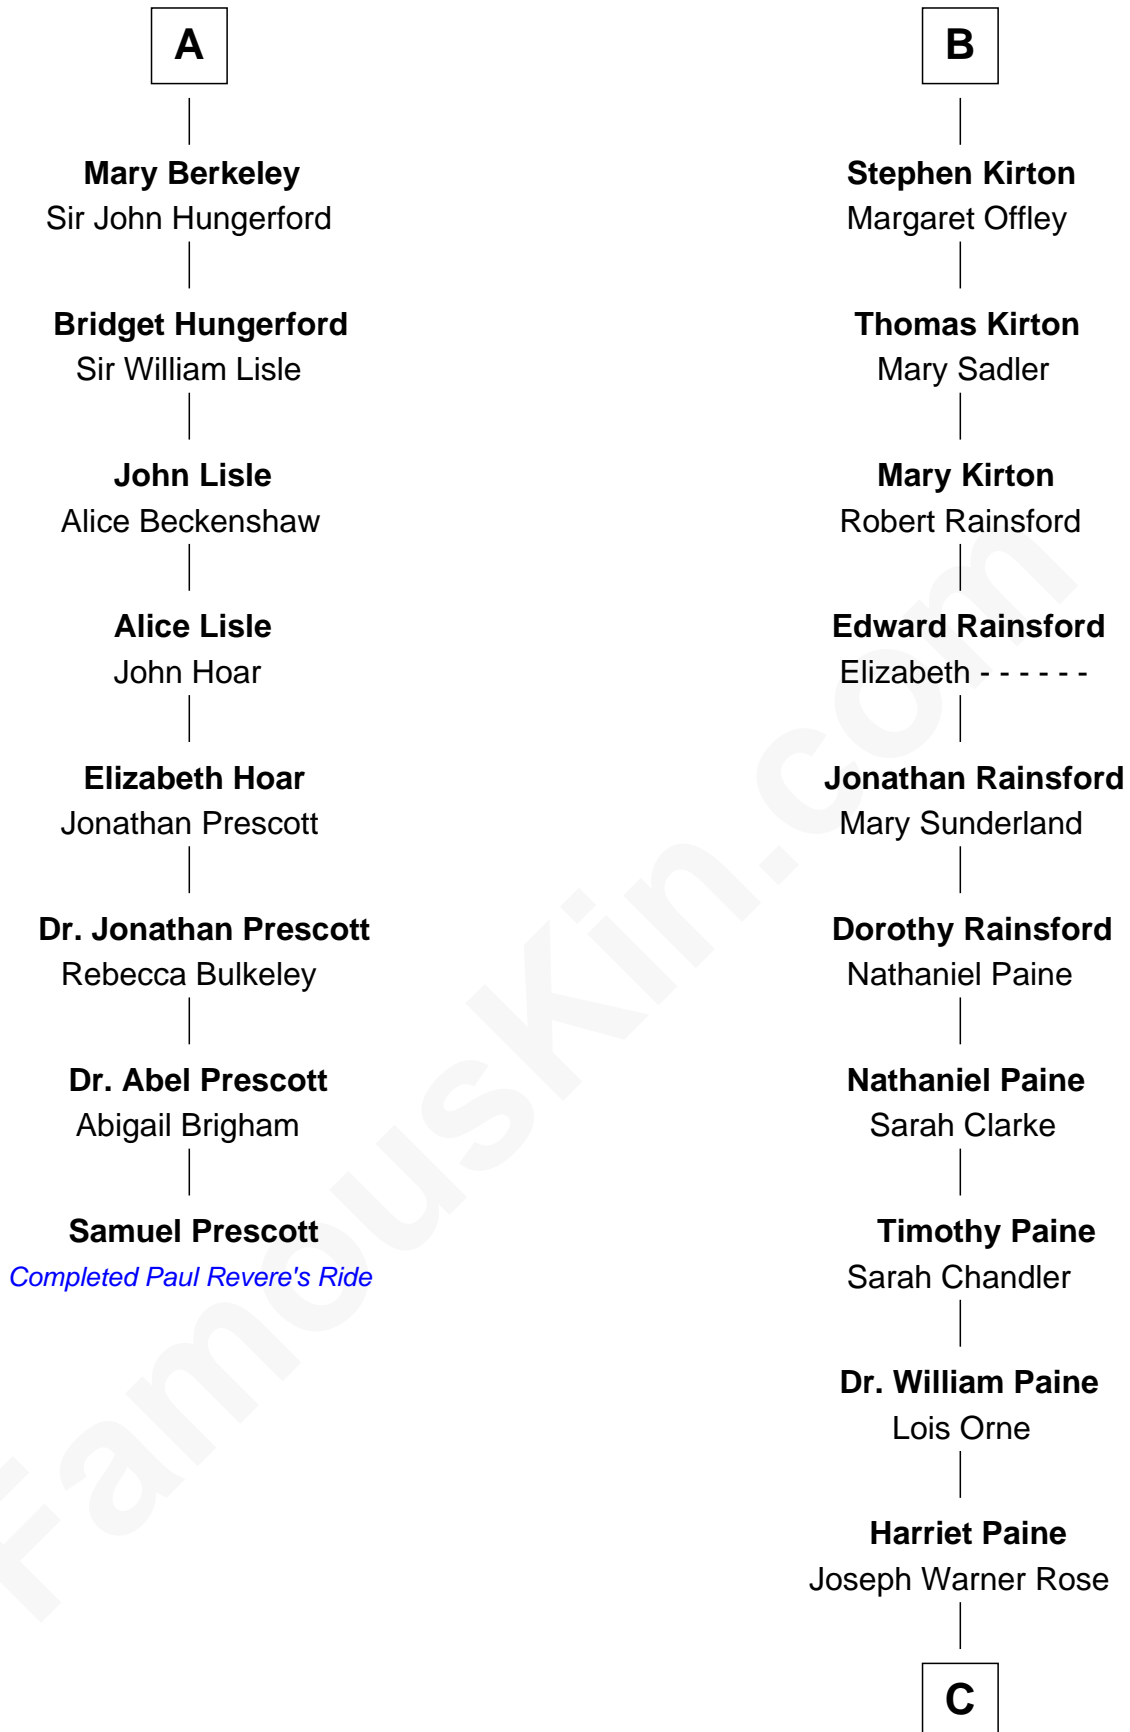 A
Mary Berkeley
Sir John Hungerford
Bridget Hungerford
Sir William Lisle
John Lisle
Alice Beckenshaw
Alice Lisle
John Hoar
Elizabeth Hoar
Jonathan Prescott
Dr. Jonathan Prescott
Rebecca Bulkeley
Dr. Abel Prescott
Abigail Brigham
Samuel Prescott
Completed Paul Revere's Ride
B
Stephen Kirton
Margaret Offley
Thomas Kirton
Mary Sadler
Mary Kirton
Robert Rainsford
Edward Rainsford
Elizabeth - - - - - -
Jonathan Rainsford
Mary Sunderland
Dorothy Rainsford
Nathaniel Paine
Nathaniel Paine
Sarah Clarke
Timothy Paine
Sarah Chandler
Dr. William Paine
Lois Orne
Harriet Paine
Joseph Warner Rose
C
FamousKin.com